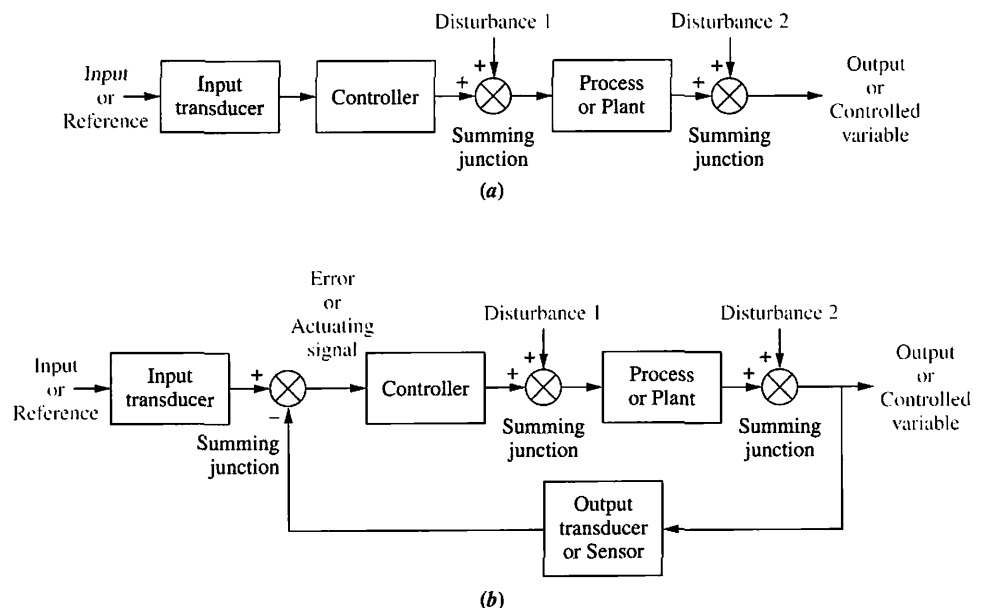 Disturbance 1
Disturbance 2
+
+
Input
or
Reference
Input
transducer
Controller
+
Process
or Plant
+
Output
or
Controlled
variable
Summing
junction
Summing
junction
(a)
Error
or
Actuating
signal
Disturbance 1
Disturbance 2
+
+
Input
or
Reference
Input
transducer
+
Controller
+
Process
or Plant
+
Output
or
Controlled
variable
−
Summing
junction
Summing
junction
Summing
junction
Output
transducer
or Sensor
(b)